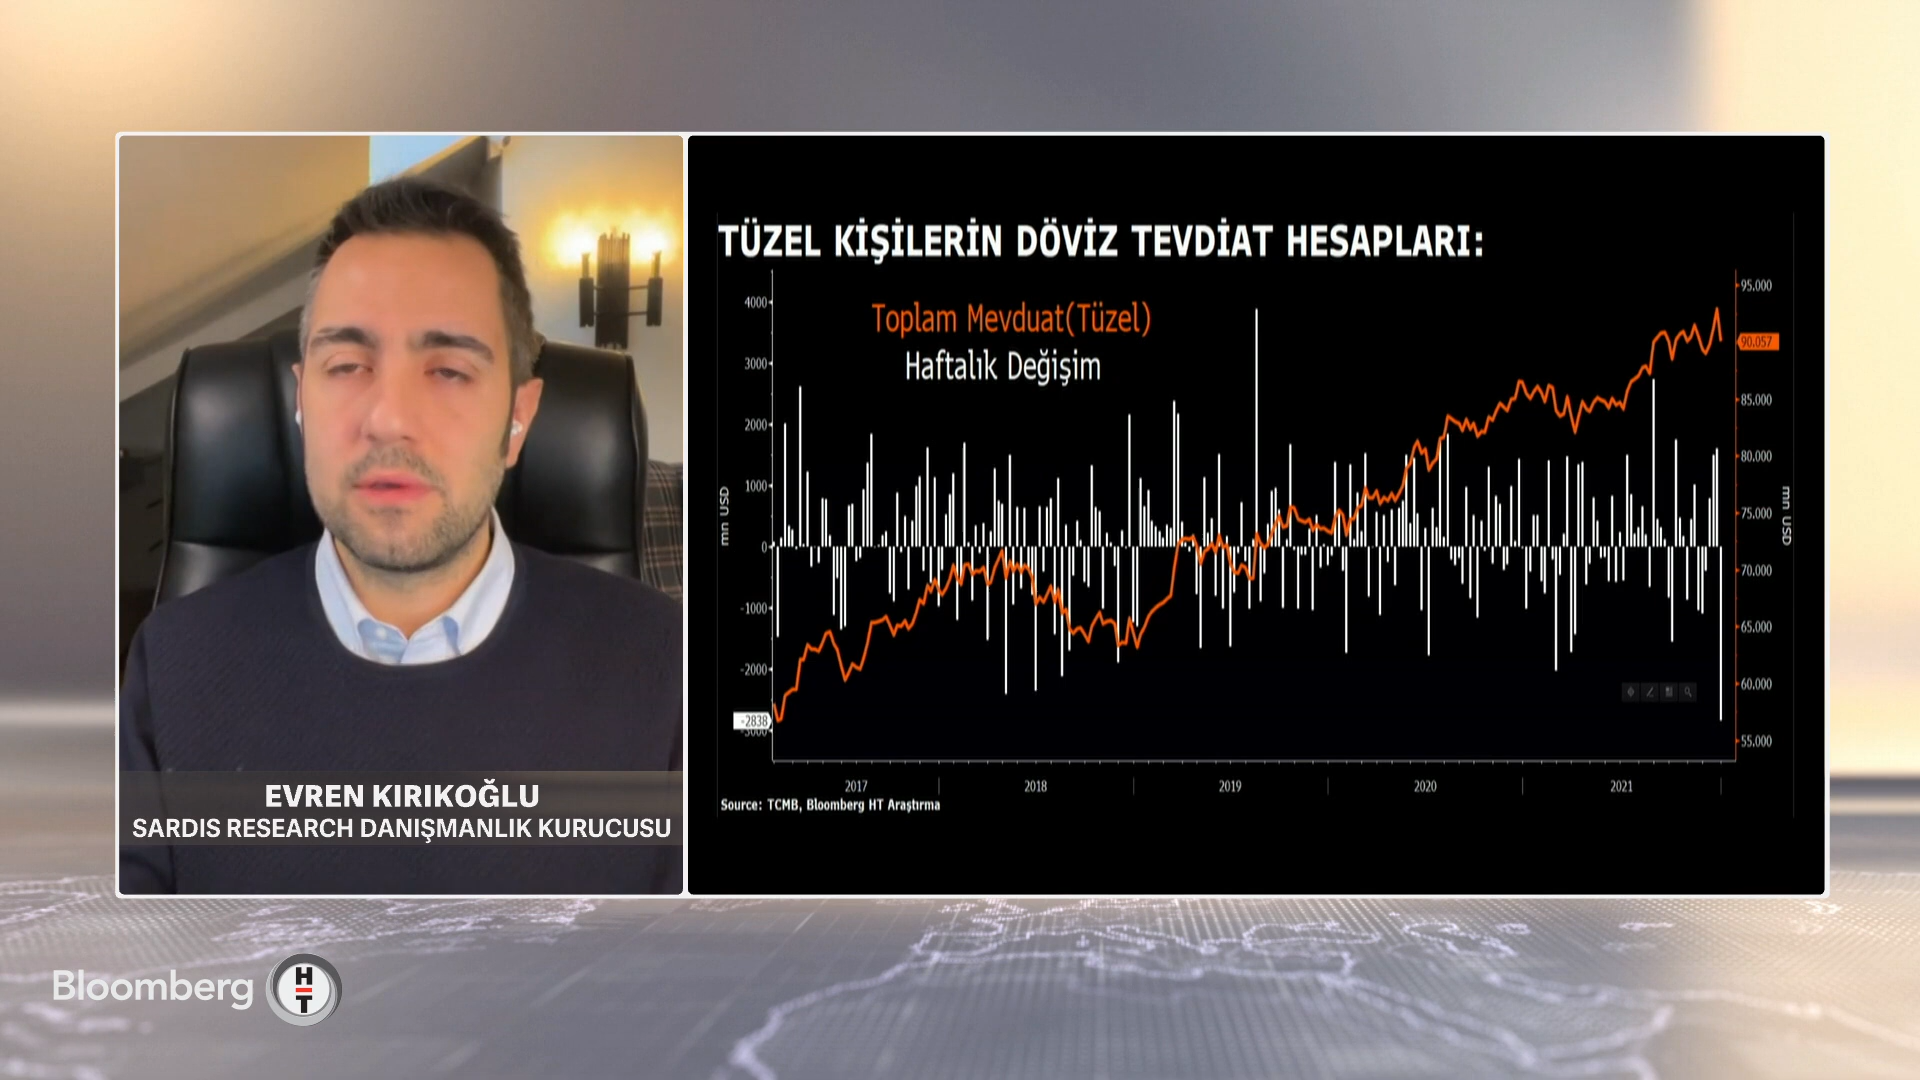 TÜZEL KİŞİLERİN DÖVİZ TEVDİAT HESAPLARI:
Toplam Mevduat(Tüzel)
Haftalık Değişim
4000
3000
2000
1000
0
-1000
-2000
-2838
-3000
mn USD
95.000
90.057
85.000
80.000
75.000
70.000
65.000
60.000
55.000
mn USD
2017
2018
2019
2020
2021
Source: TCMB, Bloomberg HT Araştırma
EVREN KIRIKOĞLU
SARDIS RESEARCH DANIŞMANLIK KURUCUSU
Bloomberg HT